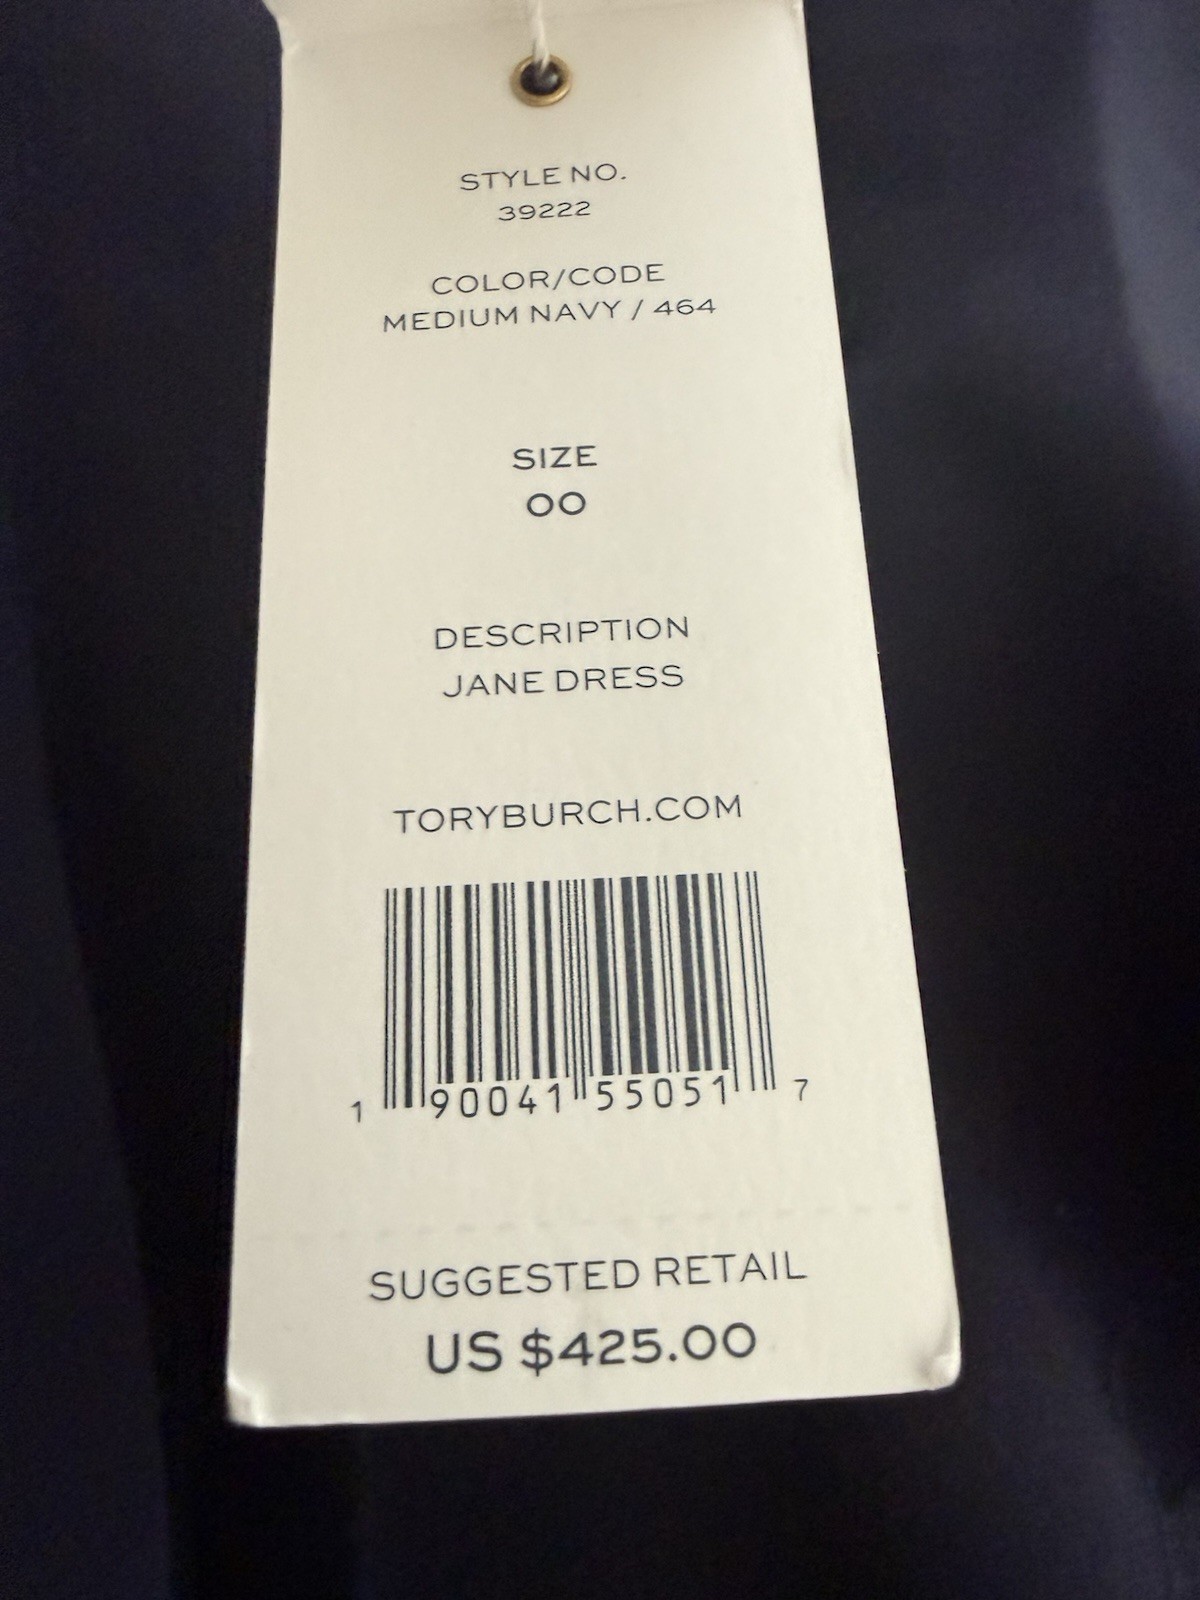 STYLE NO.
39222
COLOR/CODE
MEDIUM NAVY / 464
SIZE
00
DESCRIPTION
JANE DRESS
TORYBURCH.COM
1 90041 55051 7
SUGGESTED RETAIL
US $425.00